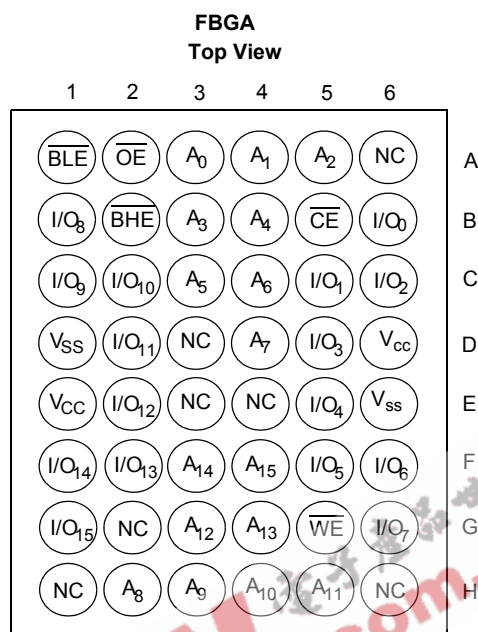 FBGA
Top View
1 2 3 4 5 6
BLE OE A0 A1 A2 NC A
I/O8 BHE A3 A4 CE I/O0 B
I/O9 I/O10 A5 A6 I/O1 I/O2 C
VSS I/O11 NC A7 I/O3 Vcc D
VCC I/O12 NC NC I/O4 Vss E
I/O14 I/O13 A14 A15 I/O5 I/O6 F
I/O15 NC A12 A13 WE I/O7 G
NC A8 A9 A10 A11 NC H
.com